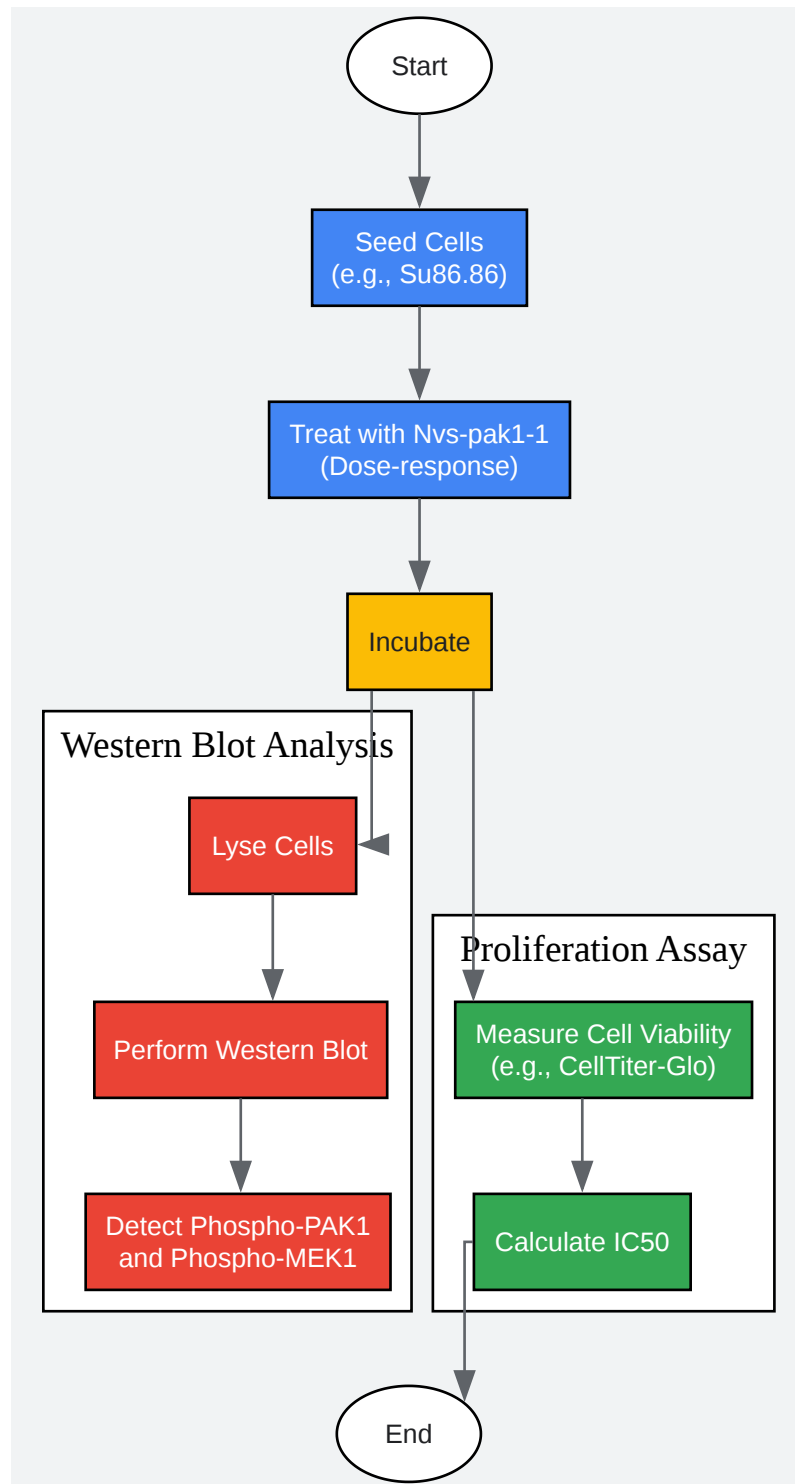 Start
Seed Cells
(e.g., Su86.86)
Treat with Nvs-pak1-1
(Dose-response)
Incubate
Western Blot Analysis
Lyse Cells
Perform Western Blot
Detect Phospho-PAK1
and Phospho-MEK1
Proliferation Assay
Measure Cell Viability
(e.g., CellTiter-Glo)
Calculate IC50
End